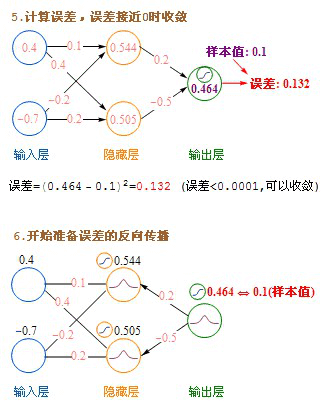 5.计算误差，误差接近0时收敛
0.4 0.1 0.544
样本值: 0.1
0.4 0.2
误差: 0.132
-0.2 0.464
-0.5
-0.7 0.2 0.505
输入层 隐藏层 输出层
误差=(0.464-0.1)²=0.132 (误差<0.0001,可以收敛)
6.开始准备误差的反向传播
0.4 0.544
0.1 0.2
0.4 0.464 ⇔ 0.1(样本值)
-0.7 0.505
-0.2 -0.5
0.2
输入层 隐藏层 输出层